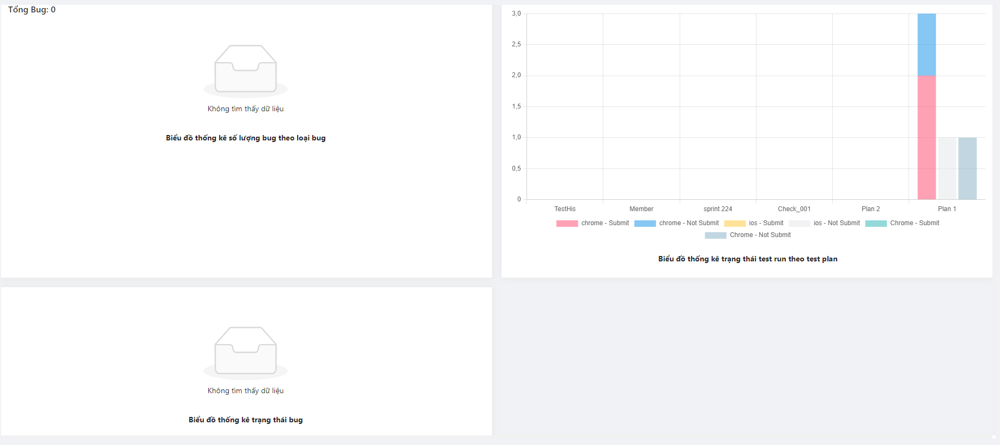 Tổng Bug: 0
Không tìm thấy dữ liệu
Biểu đồ thống kê số lượng bug theo loại bug
3,0
2,5
2,0
1,5
1,0
0,5
0
TestHis Member sprint 224 Check_001 Plan 2 Plan 1
chrome - Submit chrome - Not Submit ios - Submit ios - Not Submit Chrome - Submit
Chrome - Not Submit
Biểu đồ thống kê trạng thái test run theo test plan
Không tìm thấy dữ liệu
Biểu đồ thống kê trạng thái bug